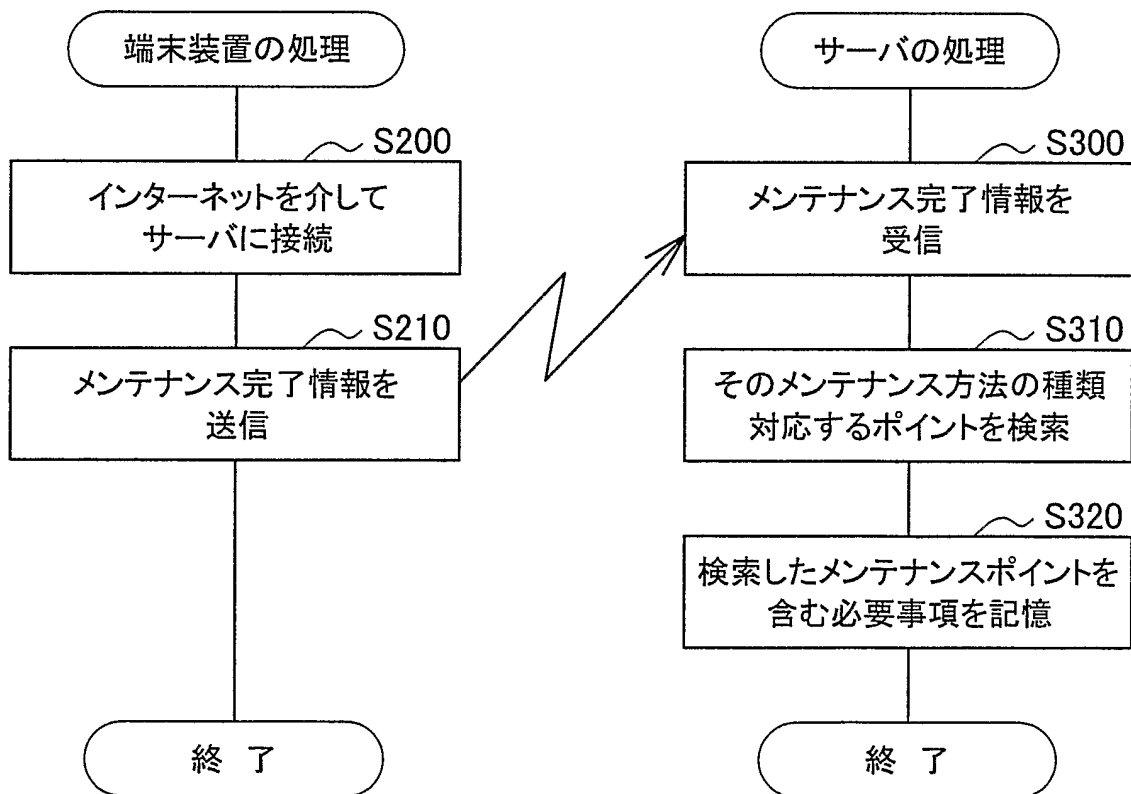 端末装置の処理
S200
インターネットを介して
サーバに接続
S210
メンテナンス完了情報を
送信
終 了
サーバの処理
S300
メンテナンス完了情報を
受信
S310
そのメンテナンス方法の種類
対応するポイントを検索
S320
検索したメンテナンスポイントを
含む必要事項を記憶
終 了